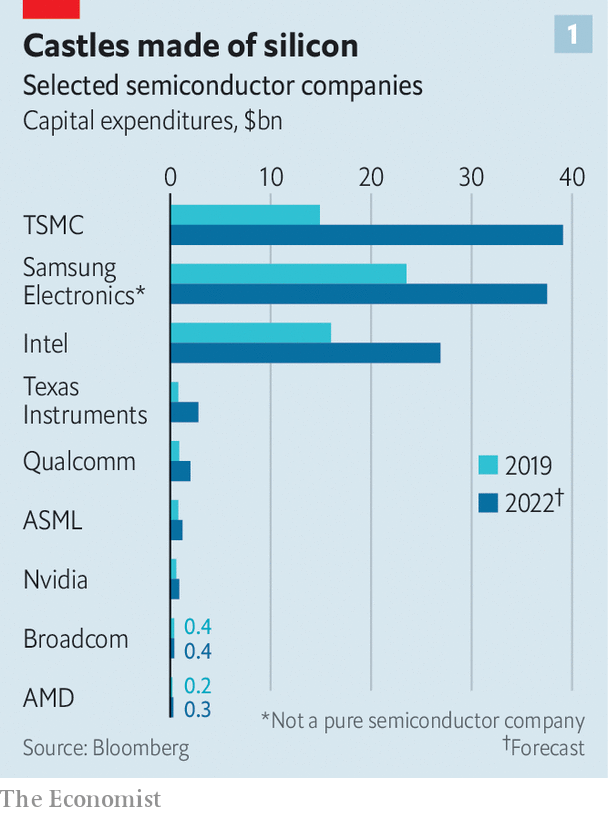 Castles made of silicon
1
Selected semiconductor companies
Capital expenditures, $bn
0 10 20 30 40
TSMC
Samsung
Electronics*
Intel
Texas
Instruments
Qualcomm
2019
2022†
ASML
Nvidia
Broadcom
0.4
0.4
AMD
0.2
0.3
*Not a pure semiconductor company
Source: Bloomberg
†Forecast
The Economist